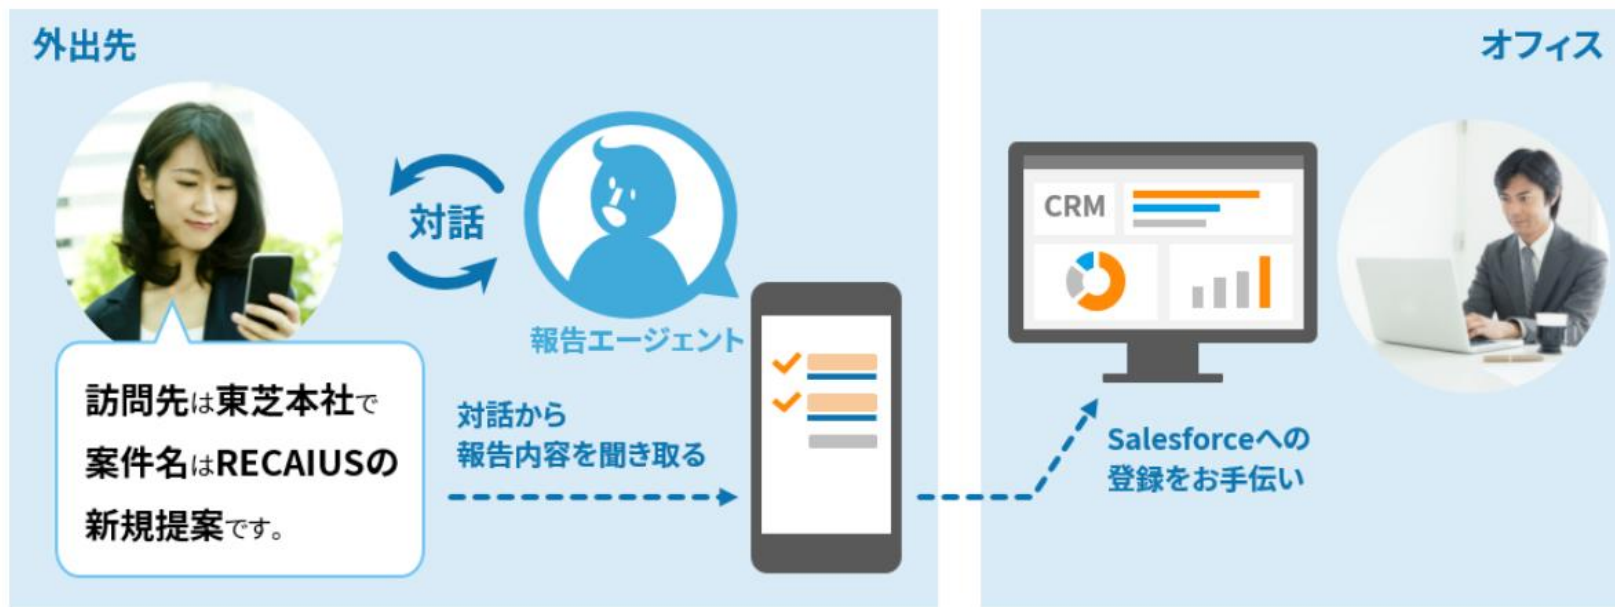 外出先
対話
報告エージェント
訪問先は東芝本社で
案件名はRECAIUSの
新規提案です。
対話から
報告内容を聞き取る
オフィス
CRM
Salesforceへの
登録をお手伝い